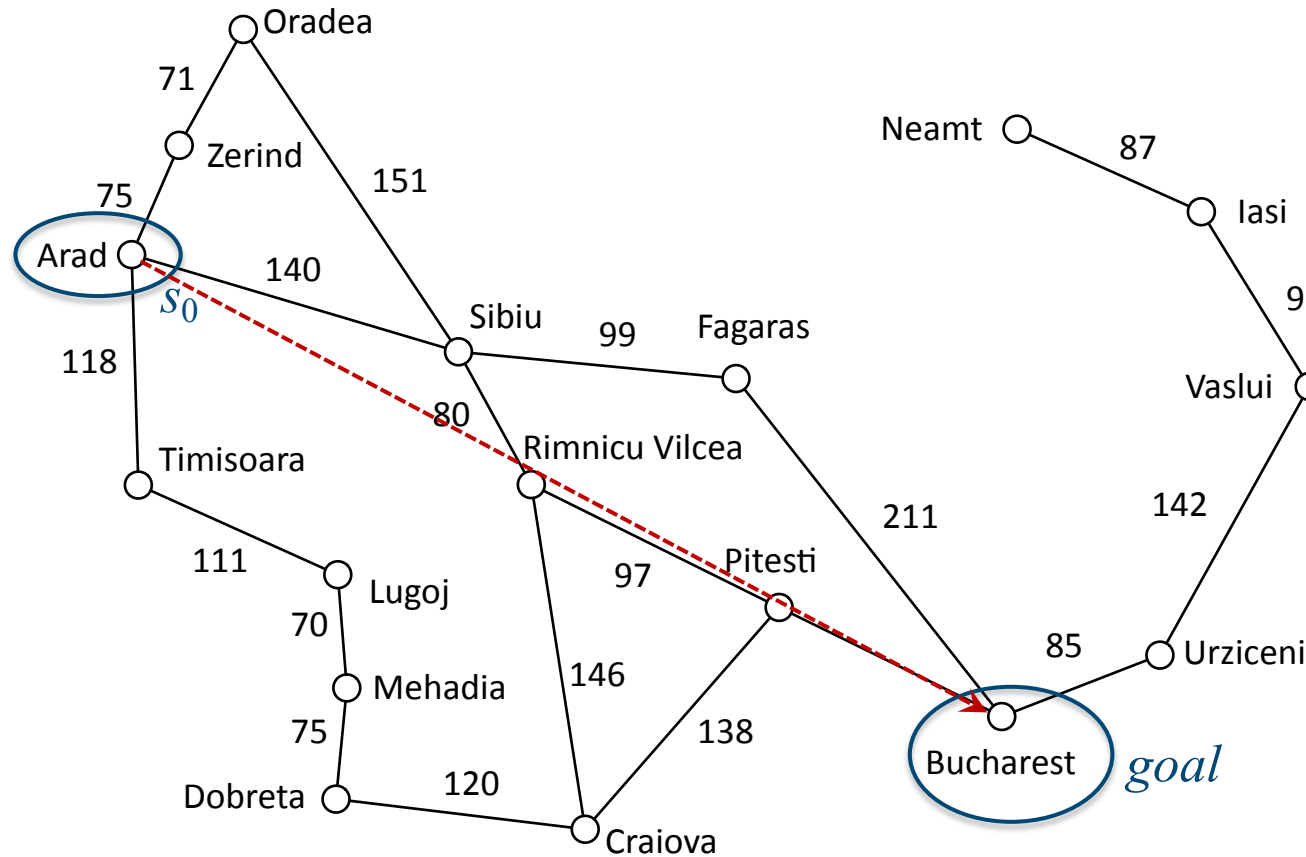 Oradea
71
Neamt
87
Zerind
151
75
Iasi
Arad
140
s0
Sibiu
Fagaras
99
9
118
Vaslui
80
Timisoara
Rimnicu Vilcea
211
142
111
97
Pitesti
Lugoj
70
85
Urziceni
Mehadia
146
75
138
Bucharest
goal
Dobreta
120
Craiova